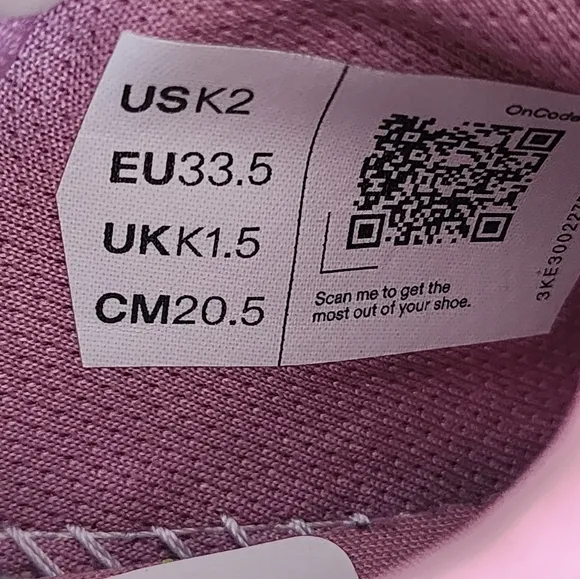 USK2
EU33.5
UKK1.5
CM20.5
OnCode
Scan me to get the
most out of your shoe.